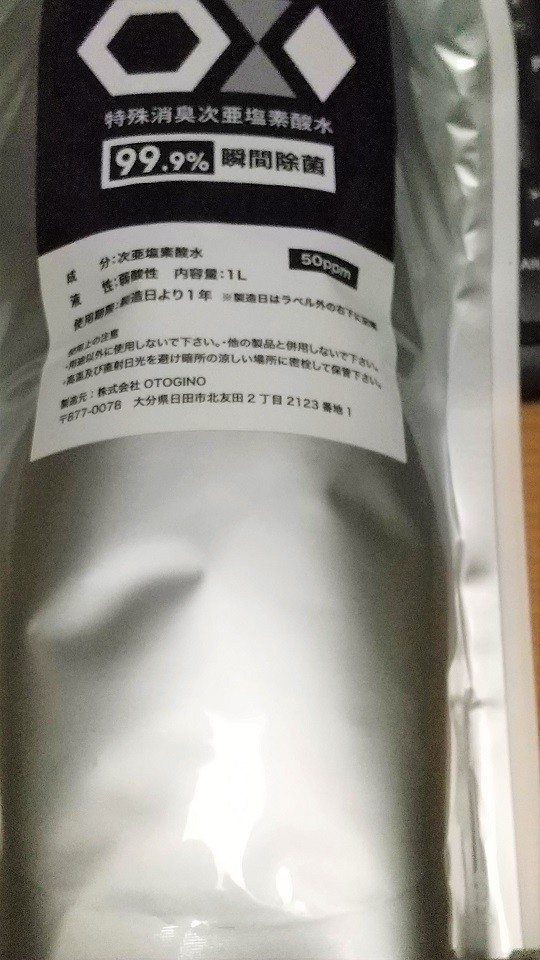 特殊消臭次亜塩素酸水
99.9% 瞬間除菌
成 分:次亜塩素酸水
50ppm
液 性:弱酸性 内容量:1L
使用期限:製造日より1年 ※製造日はラベル外の右下に記載
使用上の注意
・用途以外に使用しないで下さい。・他の製品と併用しないで下さい。
・高温及び直射日光を避け暗所の涼しい場所に密栓して保管下さい。
製造元:株式会社 OTOGINO
〒877-0078 大分県日田市北友田2丁目2123番地1